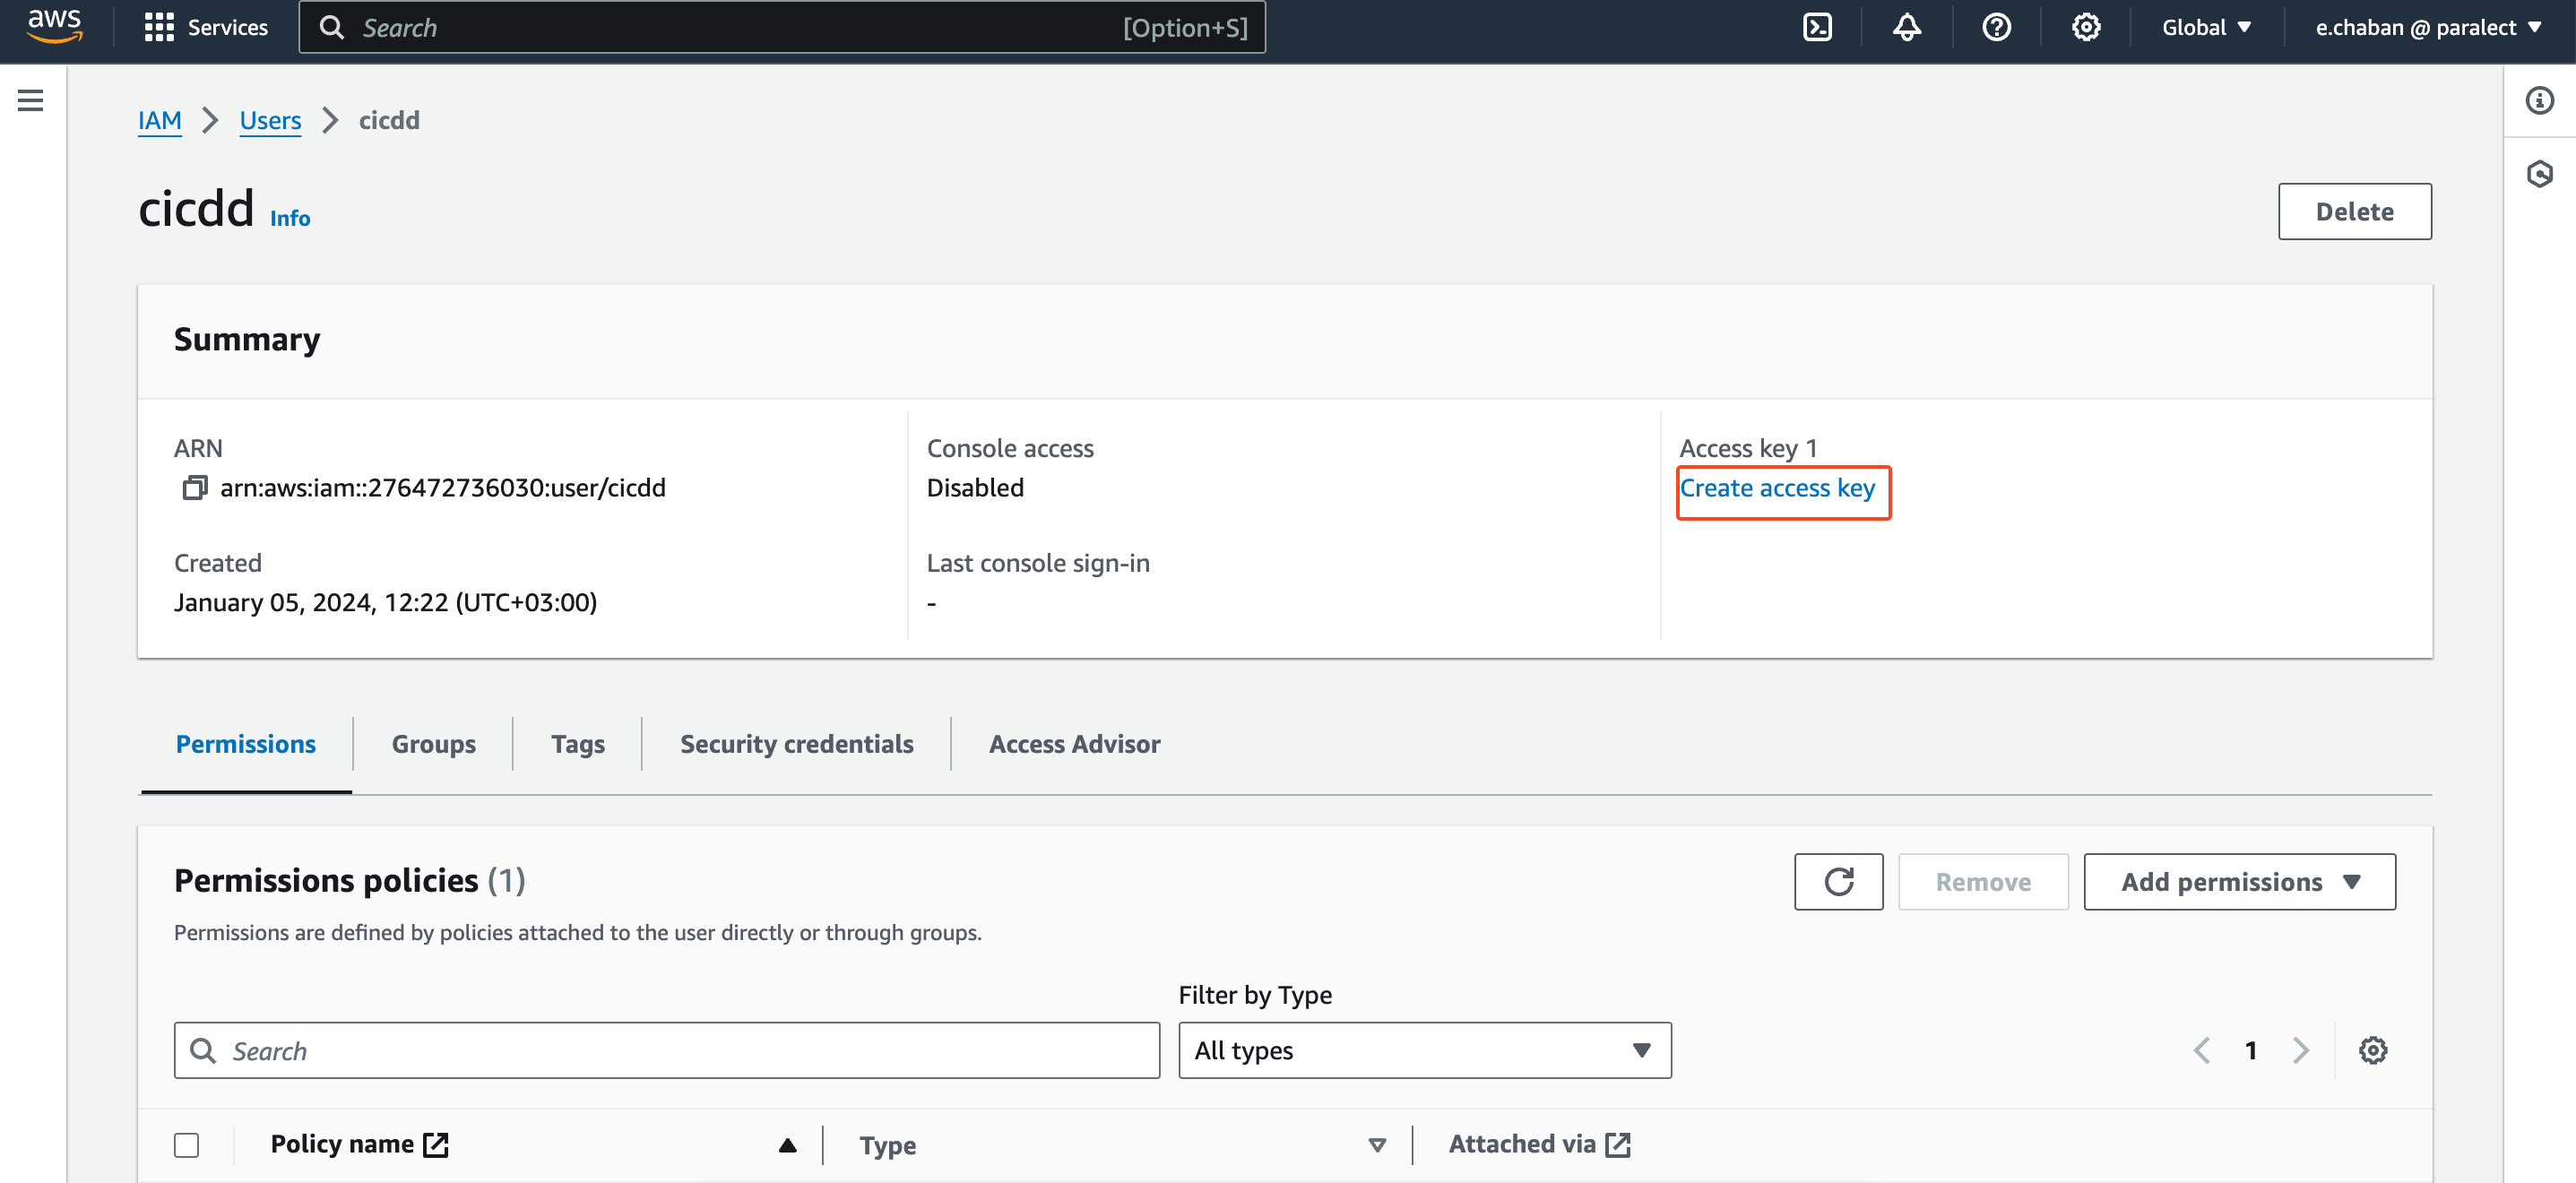 aws Services Search [Option+S] Global e.chaban @ paralect
IAM Users cicdd
cicdd Info Delete
Summary
ARN
arn:aws:iam::276472736030:user/cicdd
Created
January 05, 2024, 12:22 (UTC+03:00)
Console access
Disabled
Last console sign-in
-
Access key 1
Create access key
Permissions Groups Tags Security credentials Access Advisor
Permissions policies (1) Remove Add permissions
Permissions are defined by policies attached to the user directly or through groups.
Filter by Type
Search All types 1
Policy name Type Attached via